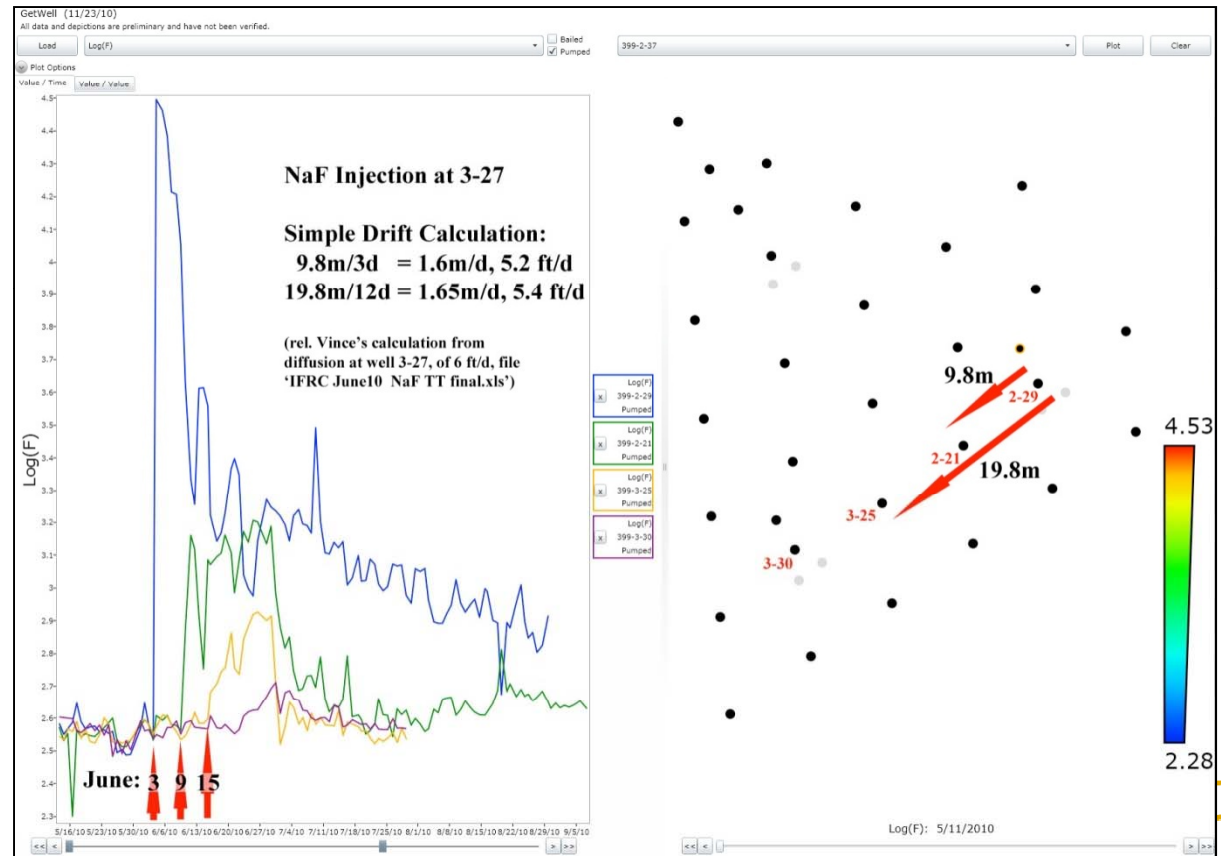 GetWell (11/23/10)
All data and depictions are preliminary and have not been verified.
Load
Log(F)
Bailed
Pumped
399-2-37
Plot
Clear
Plot Options
Value / Time
Value / Value
4.5
4.4
4.3
4.2
4.1
4
3.9
3.8
3.7
3.6
3.5
3.4
3.3
3.2
3.1
3
2.9
2.8
2.7
2.6
2.5
2.4
2.3
Log(F)
NaF Injection at 3-27
Simple Drift Calculation:
9.8m/3d = 1.6m/d, 5.2 ft/d
19.8m/12d = 1.65m/d, 5.4 ft/d
(rel. Vince's calculation from
diffusion at well 3-27, of 6 ft/d, file
'IFRC June10 NaF TT final.xls')
June: 3 9 15
5/16/10 5/23/10 5/30/10 6/6/10 6/13/10 6/20/10 6/27/10 7/4/10 7/11/10 7/18/10 7/25/10 8/1/10 8/8/10 8/15/10 8/22/10 8/29/10 9/5/10
<< < > >>
x
Log(F)
399-2-29
Pumped
x
Log(F)
399-2-21
Pumped
x
Log(F)
399-3-25
Pumped
x
Log(F)
399-3-30
Pumped
9.8m
2-29
2-21
19.8m
3-25
3-30
4.53
2.28
Log(F): 5/11/2010
<< < > >>